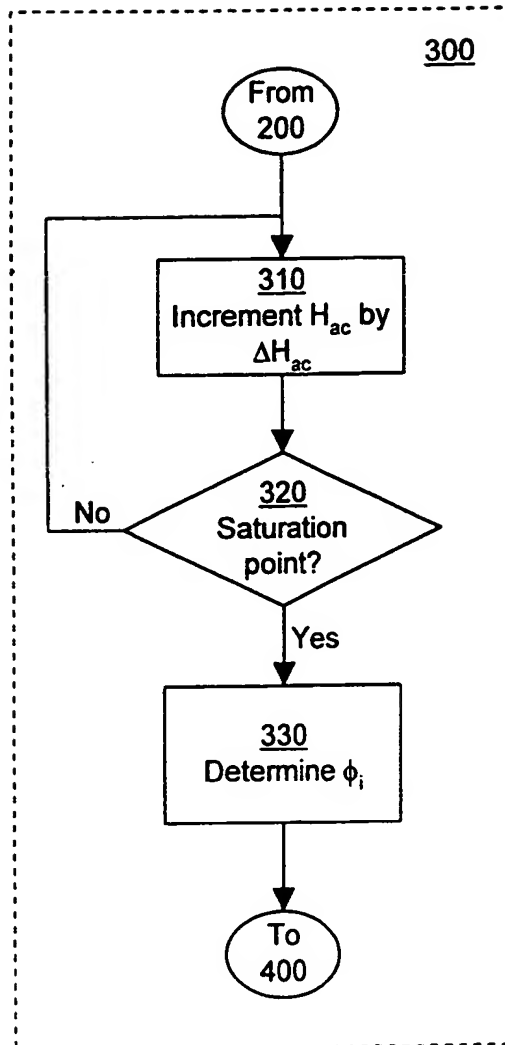 300
From
200
310
Increment H_ac by
ΔH_ac
320
Saturation
point?
No
Yes
330
Determine ϕ_i
To
400